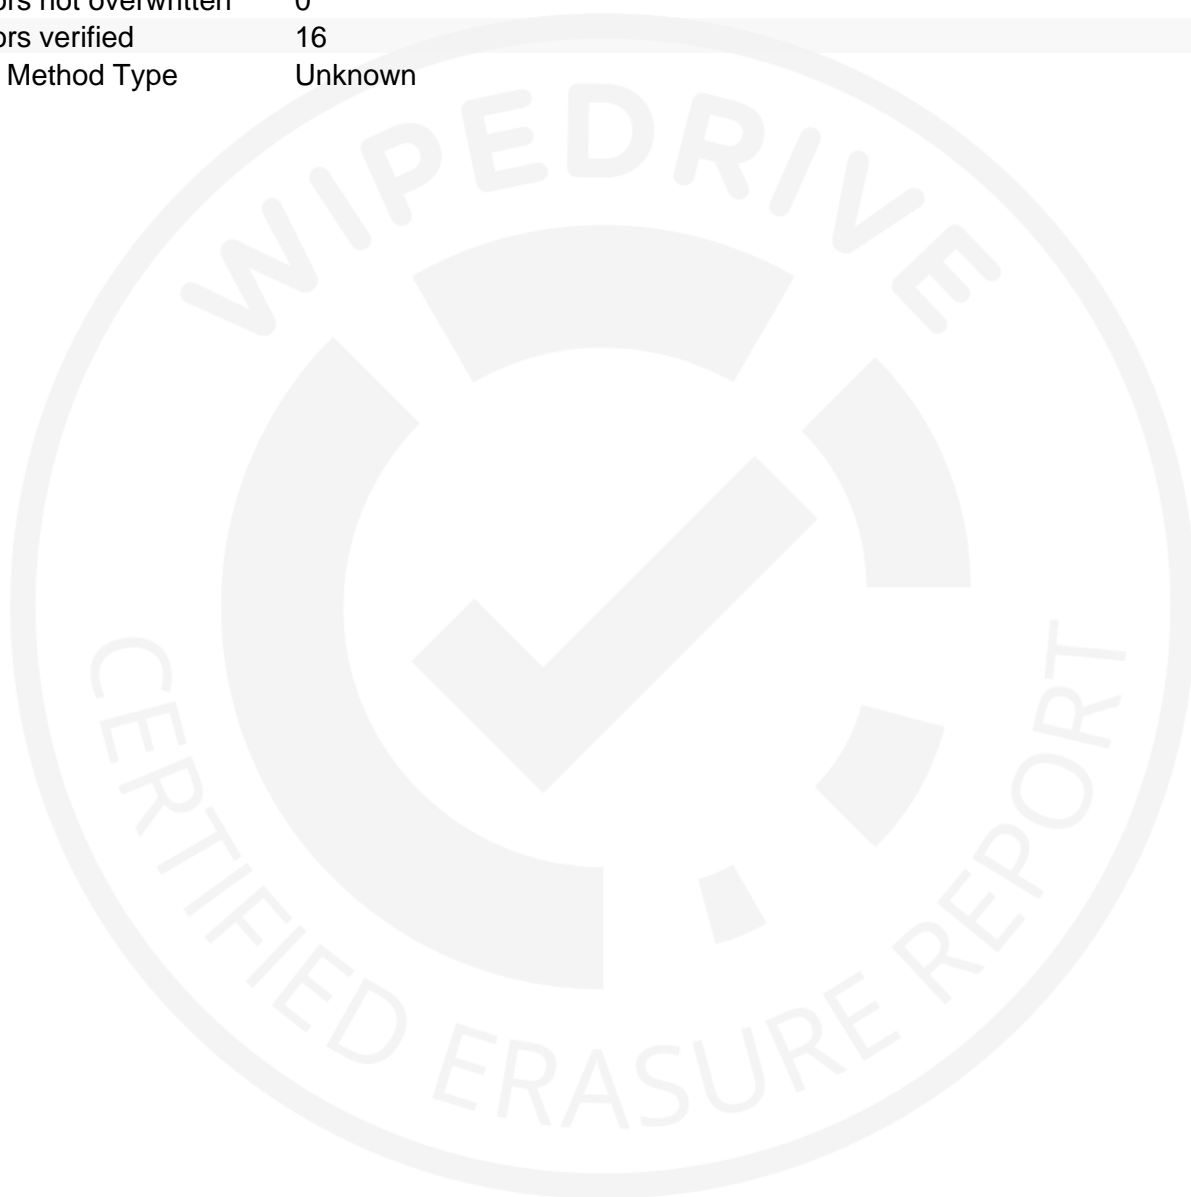 ors not overwritten 0
ors verified 16
Method Type Unknown
WIPEDRIVE
CERTIFIED ERASURE REPORT